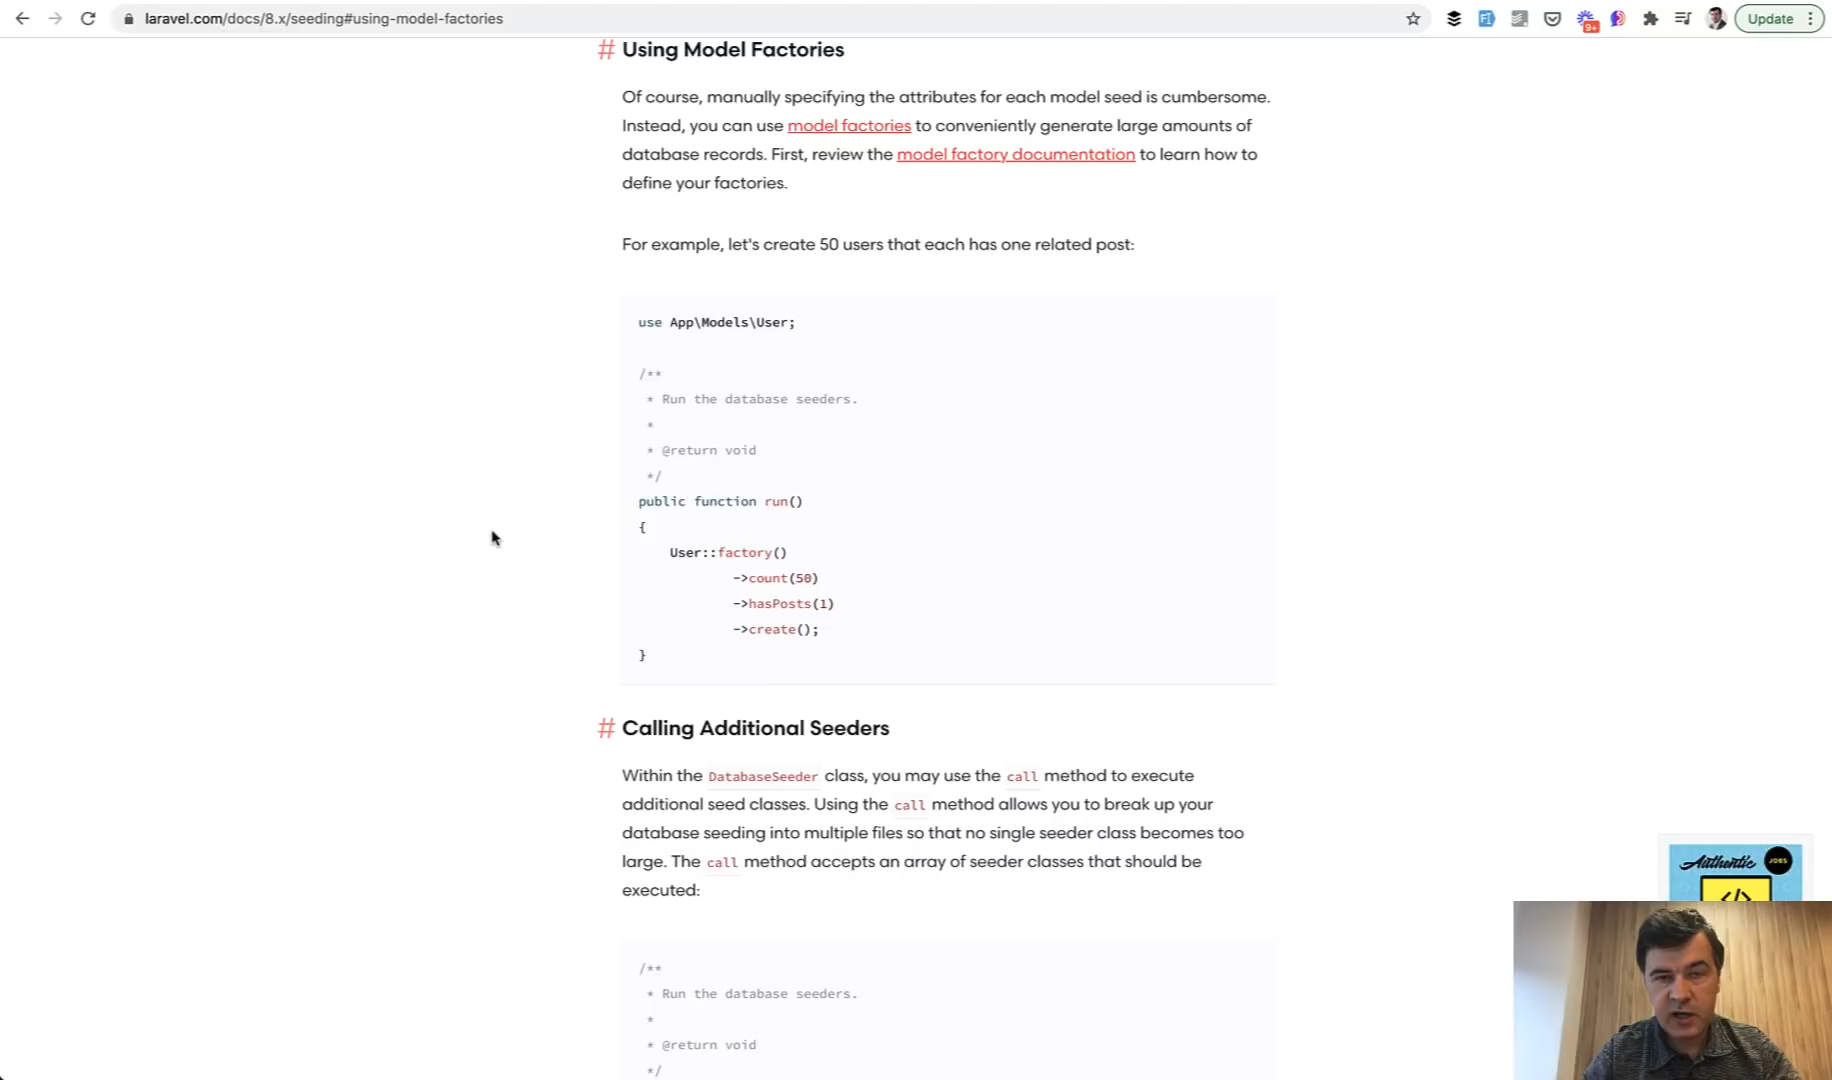 laravel.com/docs/8.x/seeding#using-model-factories
9+
Update
# Using Model Factories
Of course, manually specifying the attributes for each model seed is cumbersome.
Instead, you can use model factories to conveniently generate large amounts of
database records. First, review the model factory documentation to learn how to
define your factories.
For example, let's create 50 users that each has one related post:
use App\Models\User;
/**
* Run the database seeders.
*
* @return void
*/
public function run()
{
User::factory()
->count(50)
->hasPosts(1)
->create();
}
# Calling Additional Seeders
Within the DatabaseSeeder class, you may use the call method to execute
additional seed classes. Using the call method allows you to break up your
database seeding into multiple files so that no single seeder class becomes too
large. The call method accepts an array of seeder classes that should be
executed:
Authentic JOBS
</>
/**
* Run the database seeders.
*
* @return void
*/